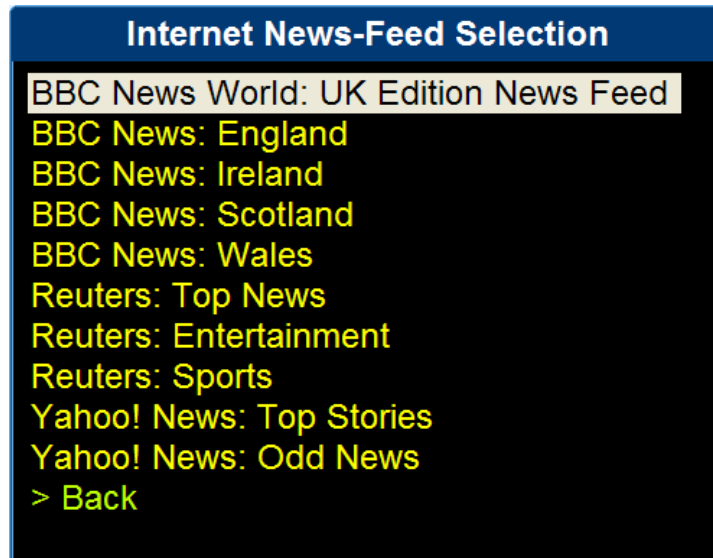 Internet News-Feed Selection
BBC News World: UK Edition News Feed
BBC News: England
BBC News: Ireland
BBC News: Scotland
BBC News: Wales
Reuters: Top News
Reuters: Entertainment
Reuters: Sports
Yahoo! News: Top Stories
Yahoo! News: Odd News
> Back